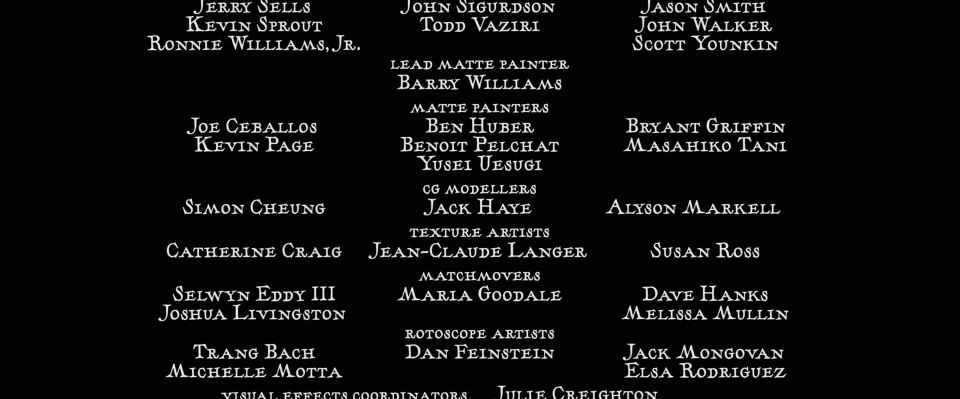 Jerry Sells John Sigurdson Jason Smith
Kevin Sprout Todd Vaziri John Walker
Ronnie Williams, Jr. Scott Younkin
LEAD MATTE PAINTER
Barry Williams
MATTE PAINTERS
Joe Ceballos Ben Huber Bryant Griffin
Kevin Page Benoit Pelchat Masahiko Tani
Yusei Uesugi
CG MODELLERS
Simon Cheung Jack Haye Alyson Markell
TEXTURE ARTISTS
Catherine Craig Jean-Claude Langer Susan Ross
MATCHMOVERS
Selwyn Eddy III Maria Goodale Dave Hanks
Joshua Livingston Melissa Mullin
ROTOSCOPE ARTISTS
Trang Bach Dan Feinstein Jack Mongovan
Michelle Motta Elsa Rodriguez
VISUAL EFFECTS COORDINATORS Julie Creighton